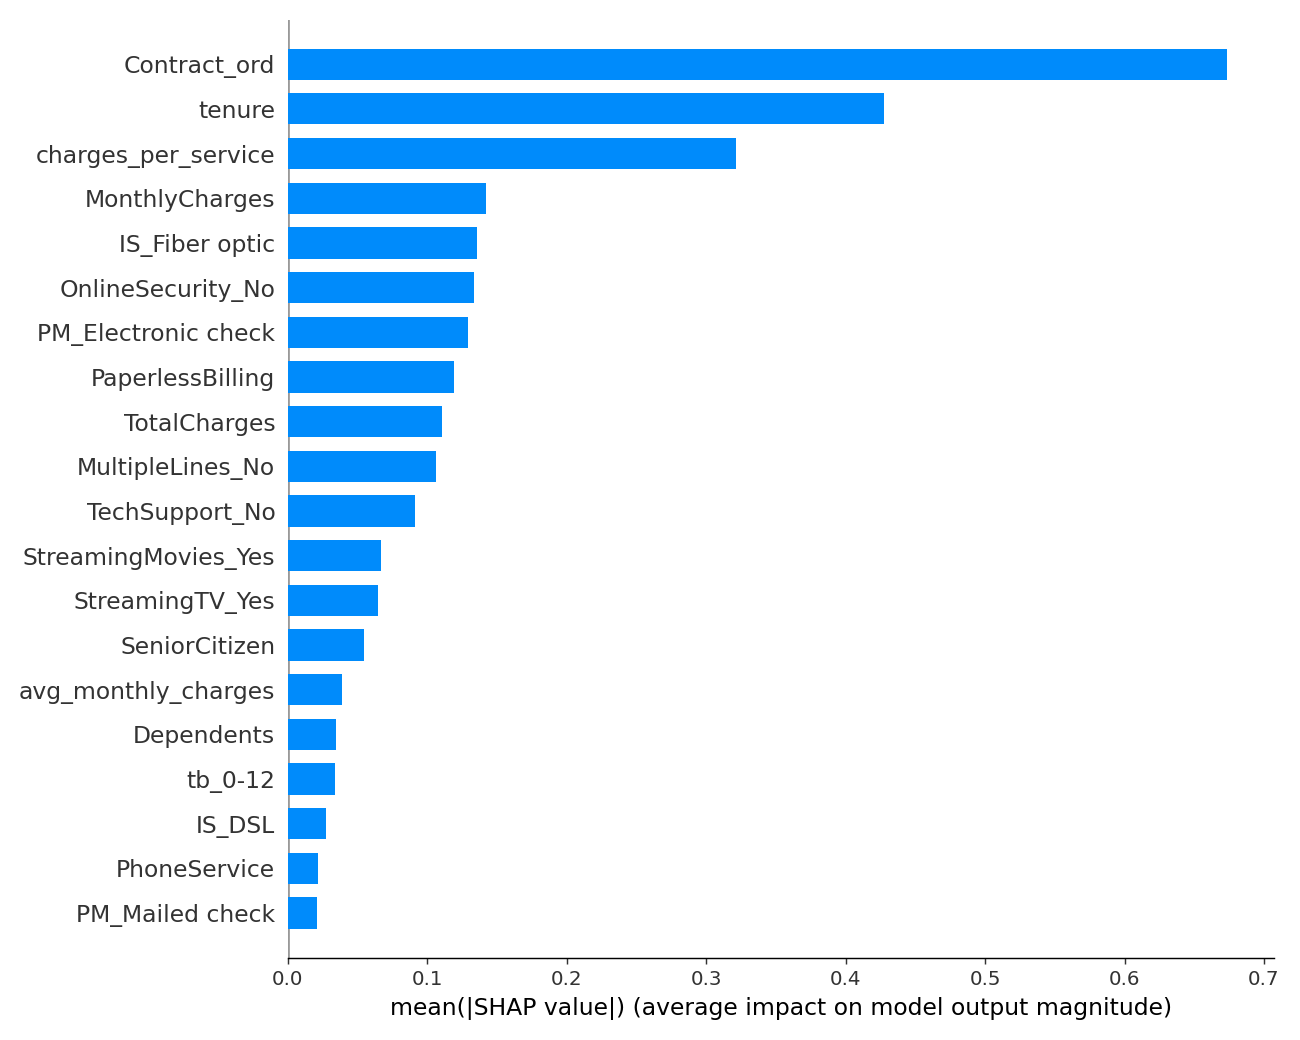 Contract_ord
tenure
charges_per_service
MonthlyCharges
IS_Fiber optic
OnlineSecurity_No
PM_Electronic check
PaperlessBilling
TotalCharges
MultipleLines_No
TechSupport_No
StreamingMovies_Yes
StreamingTV_Yes
SeniorCitizen
avg_monthly_charges
Dependents
tb_0-12
IS_DSL
PhoneService
PM_Mailed check
0.0 0.1 0.2 0.3 0.4 0.5 0.6 0.7
mean(|SHAP value|) (average impact on model output magnitude)